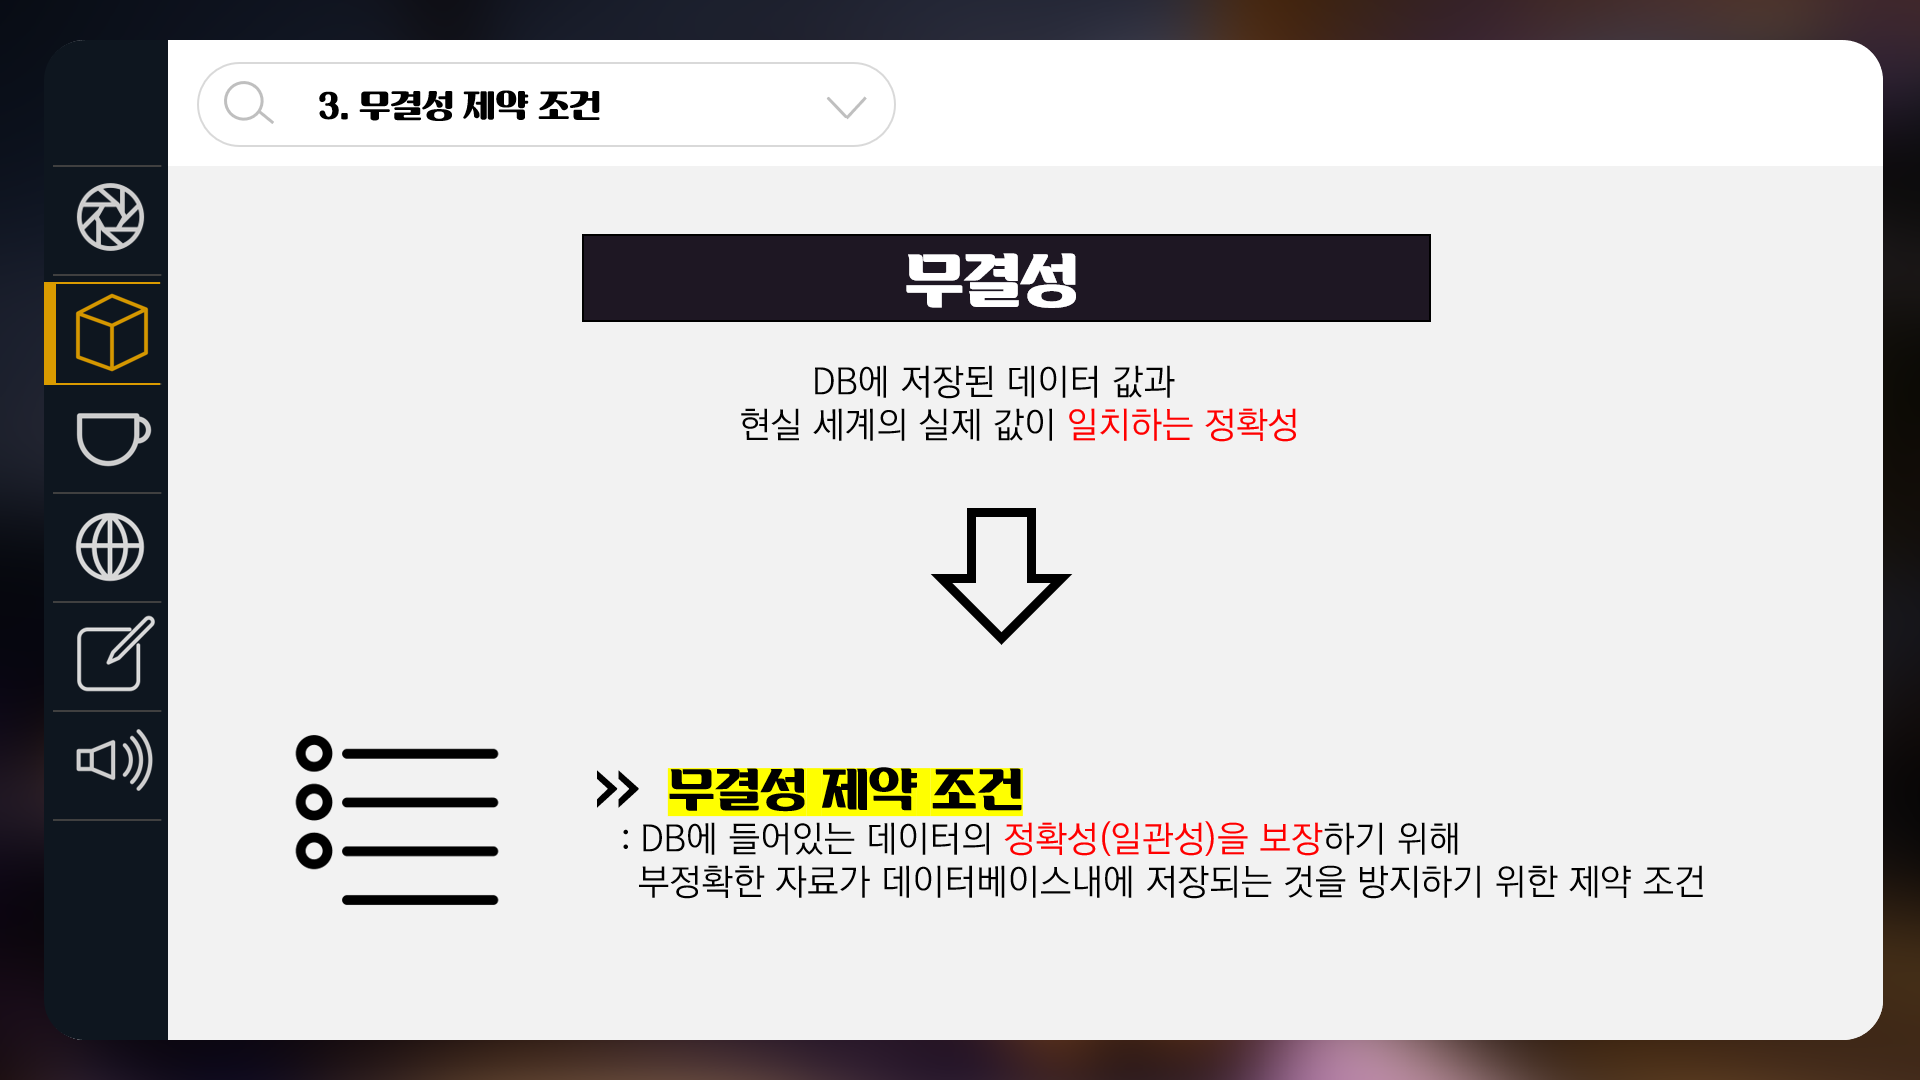 3. 무결성 제약 조건
무결성
DB에 저장된 데이터 값과
현실 세계의 실제 값이 일치하는 정확성
» 무결성 제약 조건
: DB에 들어있는 데이터의 정확성(일관성)을 보장하기 위해
부정확한 자료가 데이터베이스내에 저장되는 것을 방지하기 위한 제약 조건